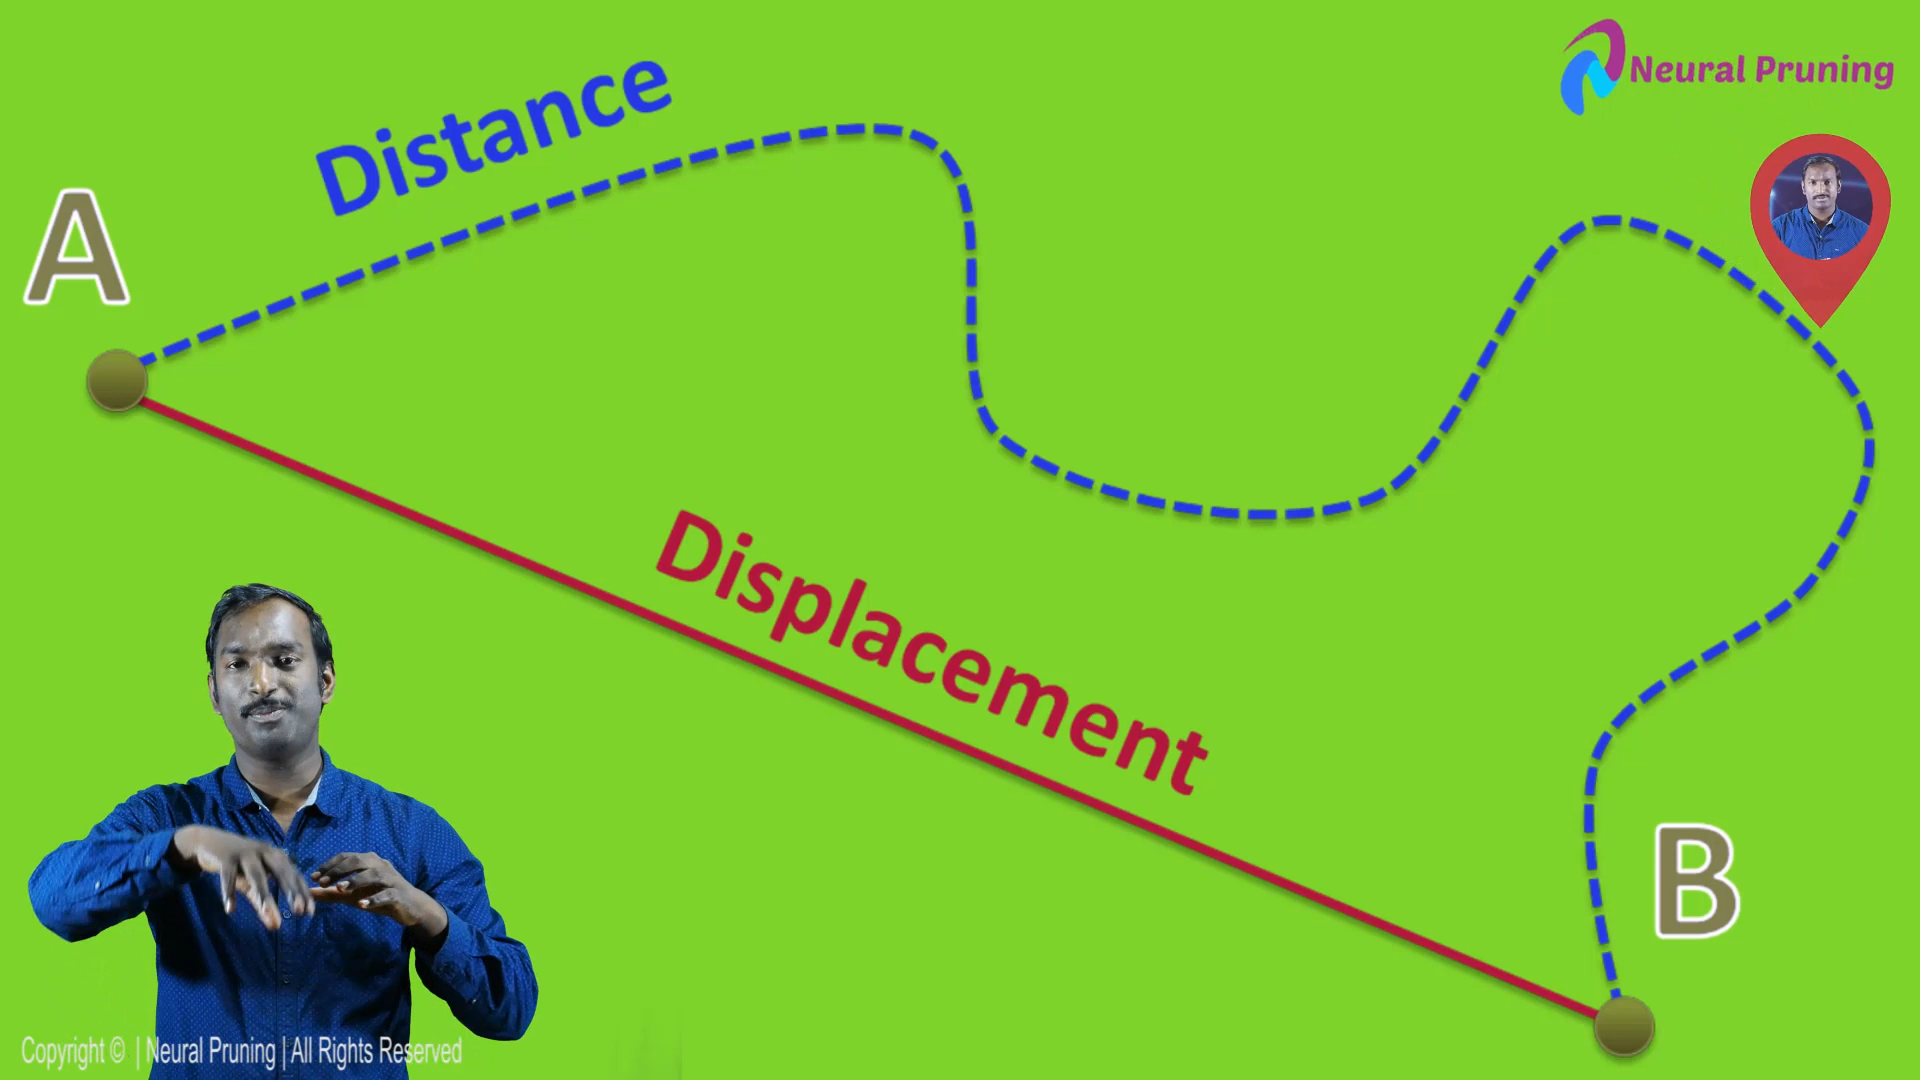 Neural Pruning
Distance
A
Displacement
B
Copyright © | Neural Pruning | All Rights Reserved